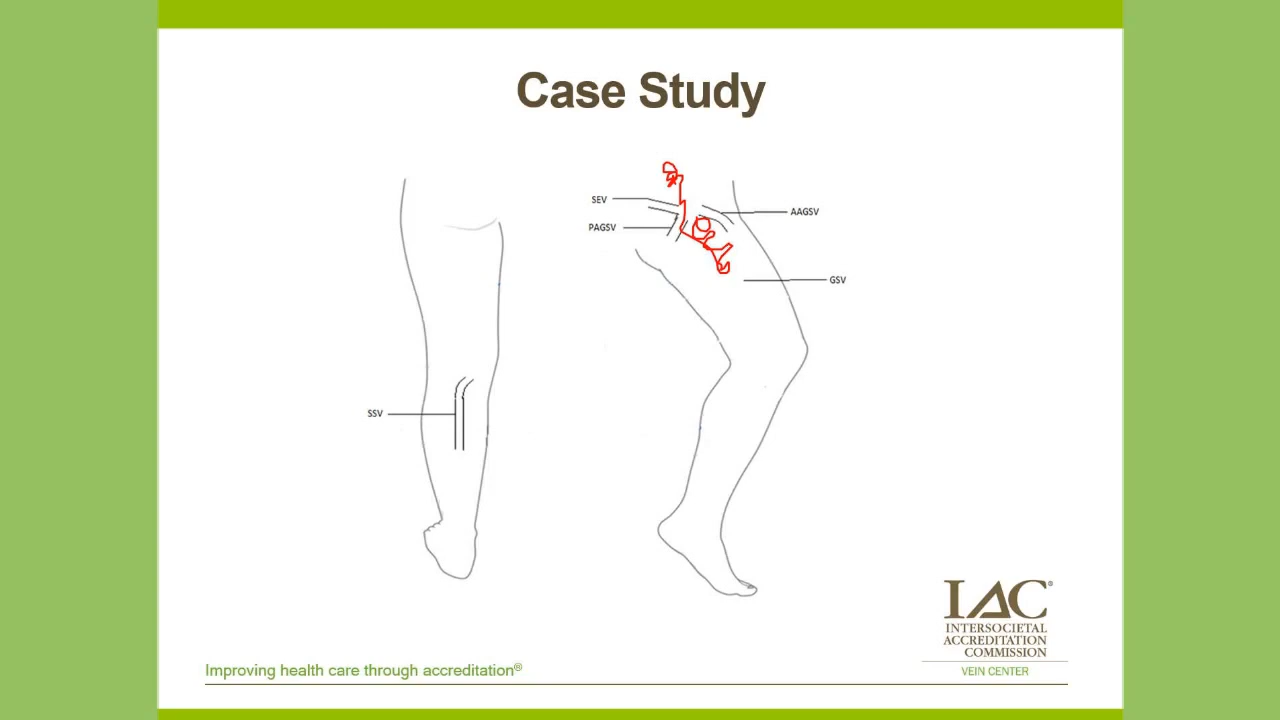 Case Study
SEV
AAGSV
PAGSV
GSV
SSV
IAC®
INTERSOCIETAL
ACCREDITATION
COMMISSION
VEIN CENTER
Improving health care through accreditation®